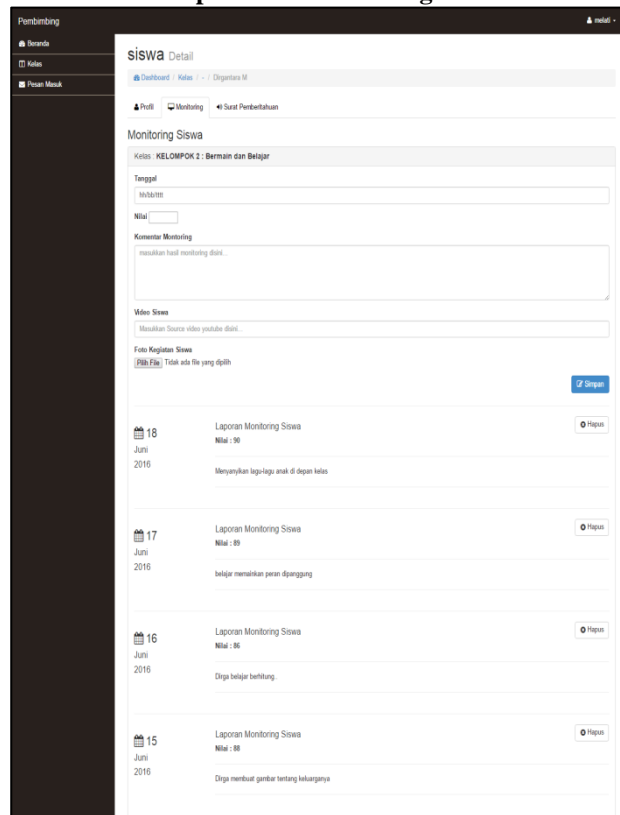 Pembimbing
melati
Beranda
Kelas
Pesan Masuk
siswa Detail
Dashboard / Kelas / - / Dirgantara M
Profil Monitoring Surat Pemberitahuan
Monitoring Siswa
Kelas : KELOMPOK 2 : Bermain dan Belajar
Tanggal
hh/bb/tttt
Nilai
Komentar Montoring
masukkan hasil monitoring disini...
Video Siswa
Masukkan Source video youtube disini...
Foto Kegiatan Siswa
Pilih File Tidak ada file yang dipilih
Simpan
18
Juni
2016
Laporan Monitoring Siswa
Nilai : 90
Hapus
Menyanyikan lagu-lagu anak di depan kelas
17
Juni
2016
Laporan Monitoring Siswa
Nilai : 89
Hapus
belajar memainkan peran dipanggung
16
Juni
2016
Laporan Monitoring Siswa
Nilai : 86
Hapus
Dirga belajar berhitung..
15
Juni
2016
Laporan Monitoring Siswa
Nilai : 88
Hapus
Dirga membuat gambar tentang keluarganya